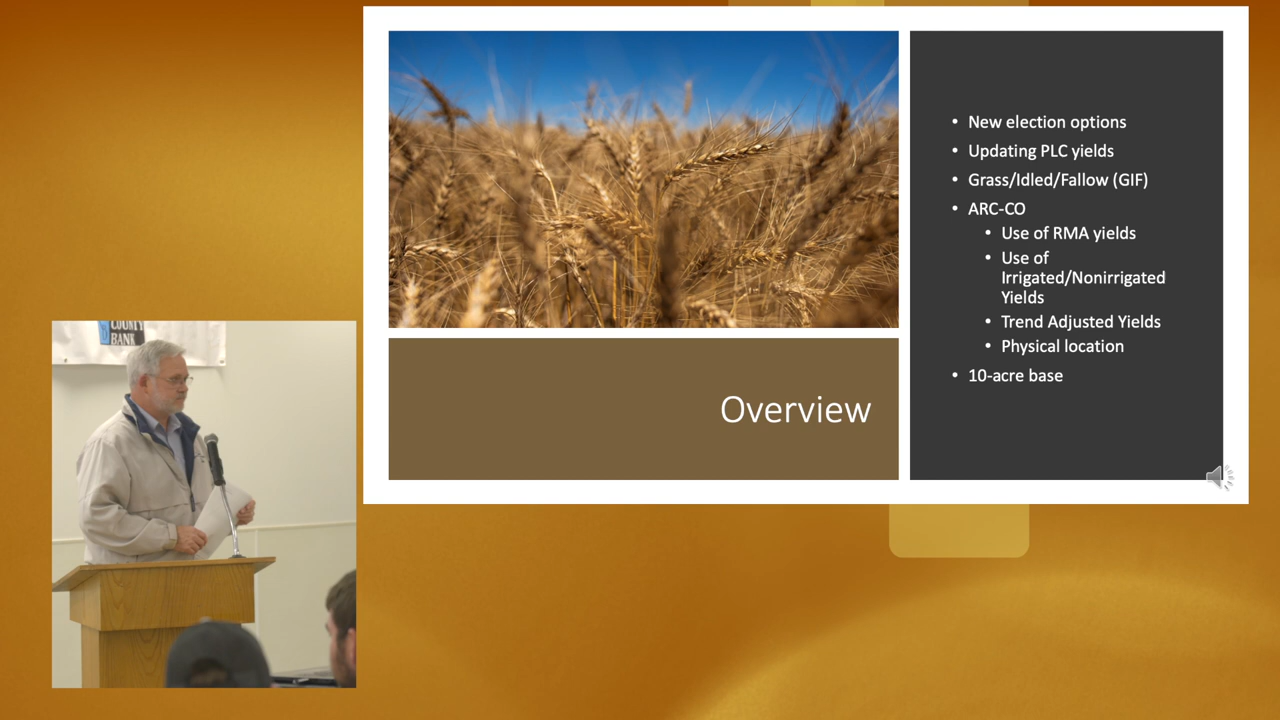 New election options
Updating PLC yields
Grass/Idled/Fallow (GIF)
ARC-CO
Use of RMA yields
Use of
Irrigated/Nonirrigated
Yields
Trend Adjusted Yields
Physical location
10-acre base
Overview
COUNTY
BANK